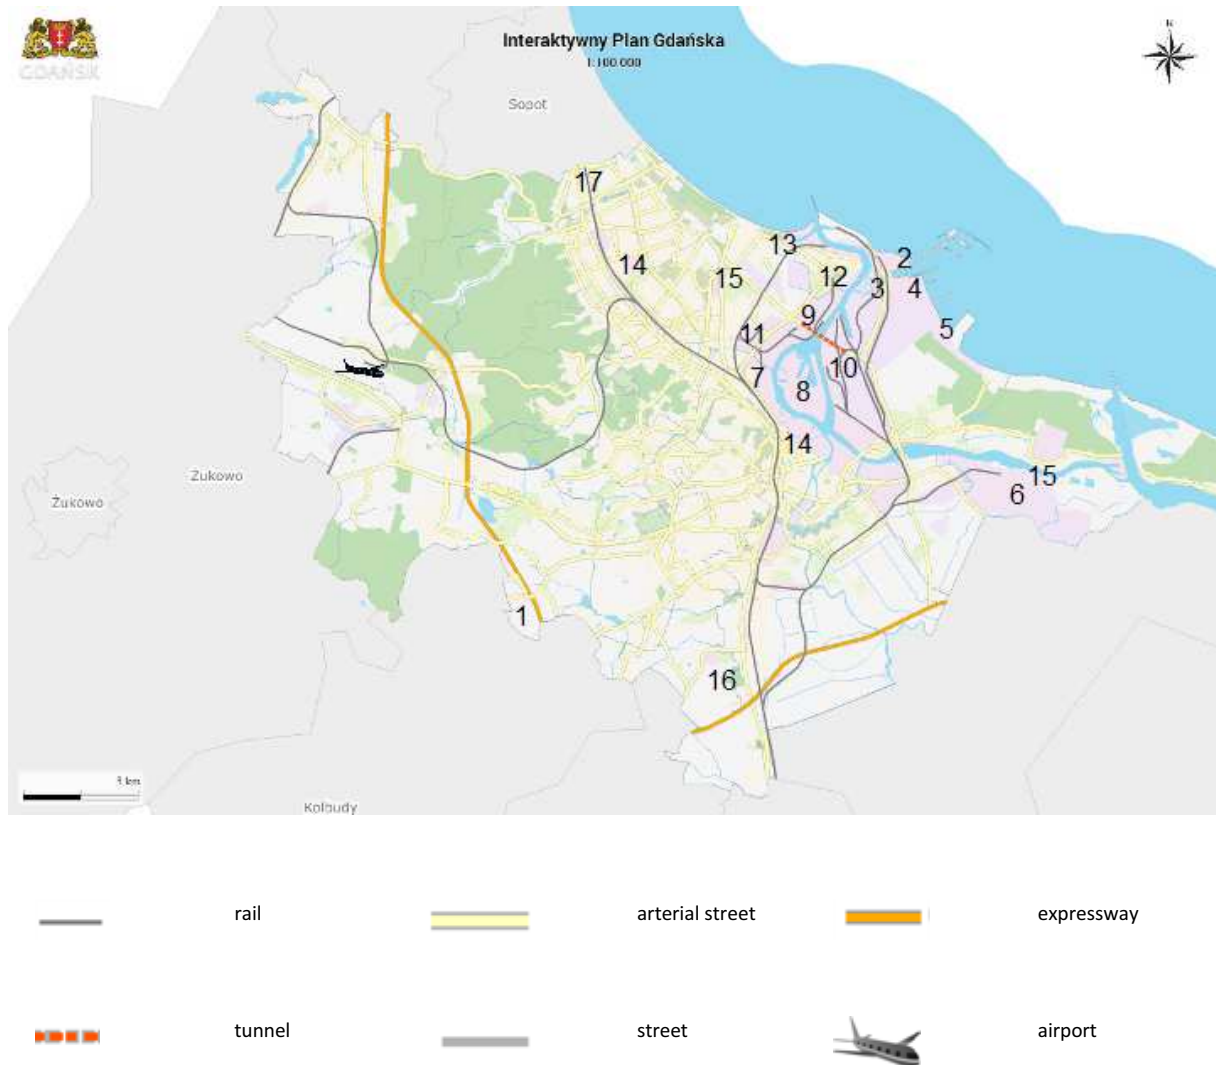 GDAŃSK
Interaktywny Plan Gdańska
1:100 000
N
Sopot
17
13
2
14
15
12
3
4
5
9
11
10
7
8
14
Żukowo
Żukowo
15
6
1
16
3 km
Kolbudy
rail
arterial street
expressway
tunnel
street
airport